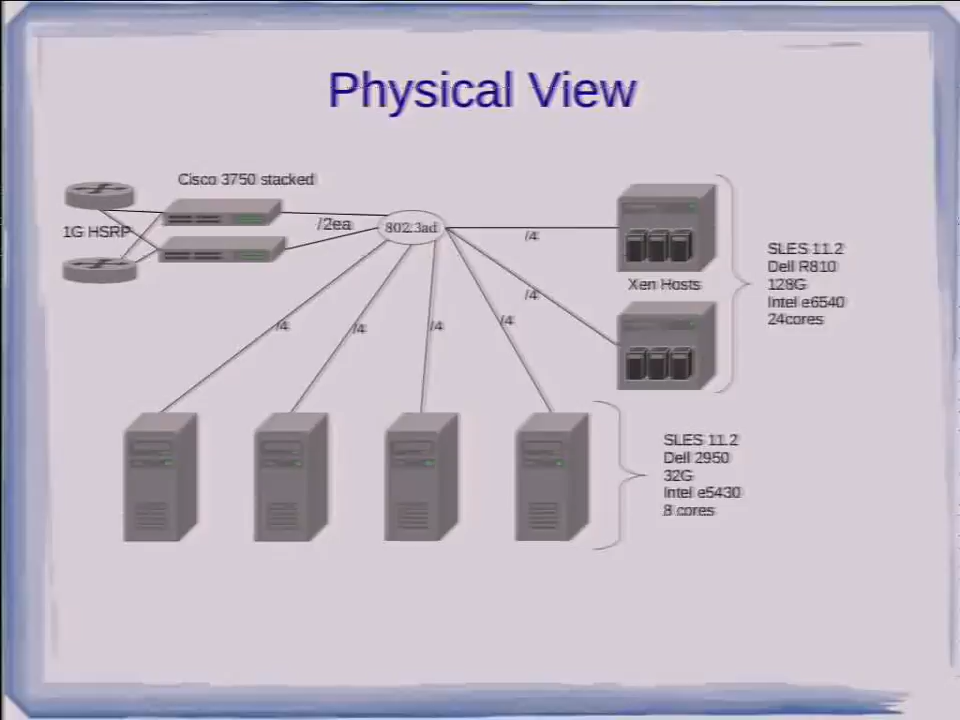 Physical View
Cisco 3750 stacked
/2ea
802.3ad
1G HSRP
/4
/4
/4
/4
/4
/4
Xen Hosts
SLES 11.2
Dell R810
128G
Intel e6540
24cores
SLES 11.2
Dell 2950
32G
Intel e5430
8 cores